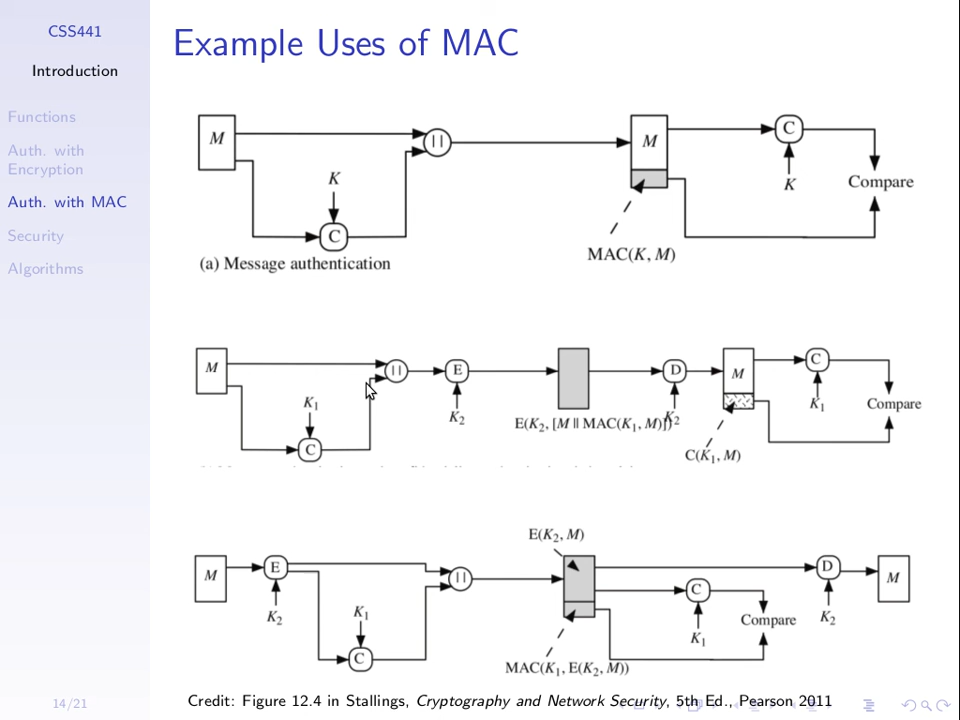 CSS441
Introduction
Functions
Auth. with
Encryption
Auth. with MAC
Security
Algorithms
14/21
Example Uses of MAC
M
K
C
||
M
MAC(K, M)
C
K
Compare
(a) Message authentication
M
K₁
C
||
E
K₂
E(K₂, [M || MAC(K₁, M)])
D
K₂
M
C(K₁, M)
C
K₁
Compare
M
E
K₂
K₁
C
||
E(K₂, M)
MAC(K₁, E(K₂, M))
C
K₁
Compare
D
K₂
M
Credit: Figure 12.4 in Stallings, Cryptography and Network Security, 5th Ed., Pearson 2011